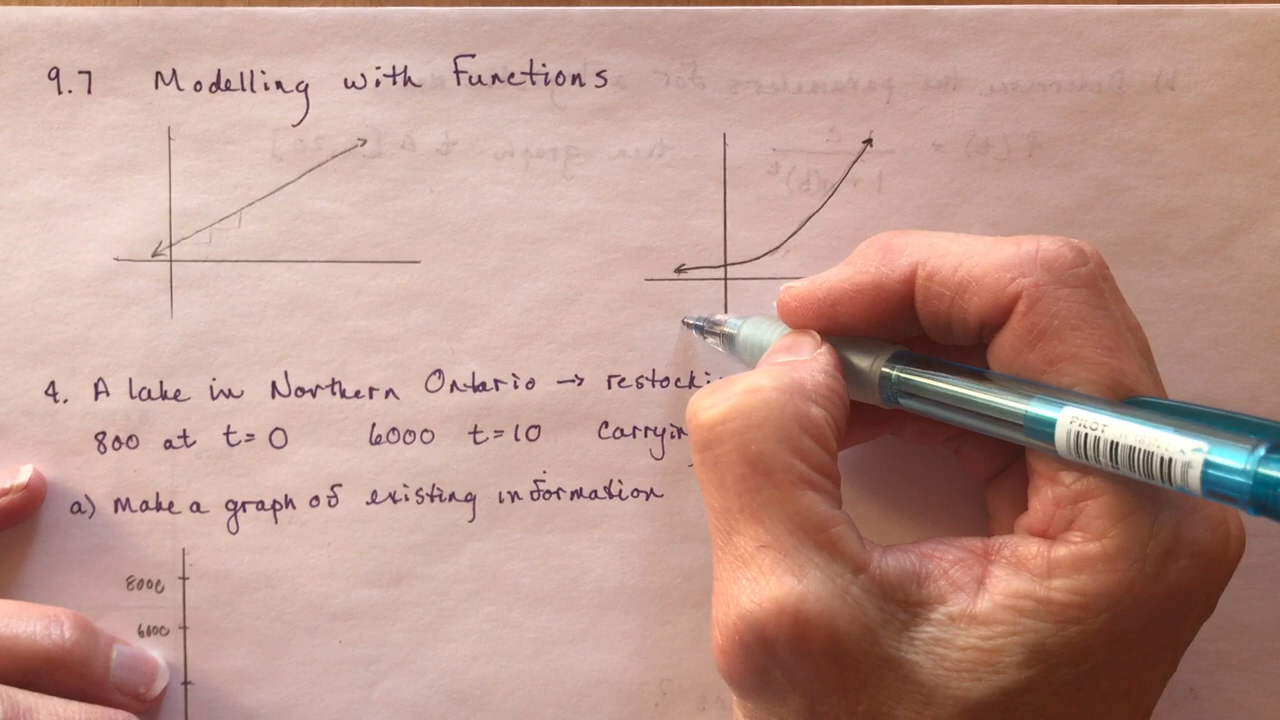 9.7 Modelling with Functions
4. A lake in Northern Ontario → restocki
800 at t=0 6000 t=10 Carryin
a) Make a graph of existing information
8000
6000
PILOT